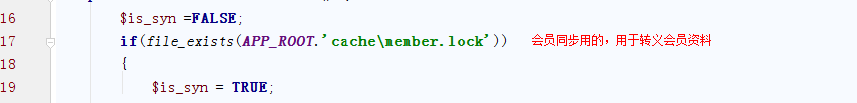 16 $is_syn =FALSE;
17 if(file_exists(APP_ROOT.'cache\member.lock')) 会员同步用的，用于转义会员资料
18 {
19 $is_syn = TRUE;